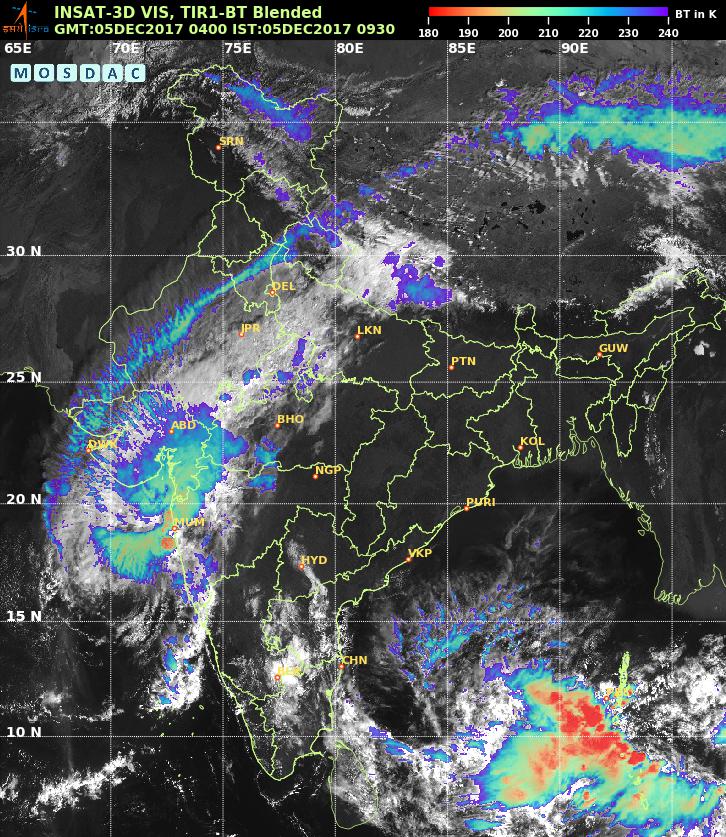 INSAT-3D VIS, TIR1-BT Blended
GMT:05DEC2017 0400 IST:05DEC2017 0930
BT in K
180 190 200 210 220 230 240
65E 70E 75E 80E 85E 90E
MOSDAC
SRN
30 N
DEL
JPR LKN
GUW
PTN
25 N
ABD BHO
DWK KOL
NGP
20 N PURI
MUM
HYD VKP
15 N
CHN
10 N